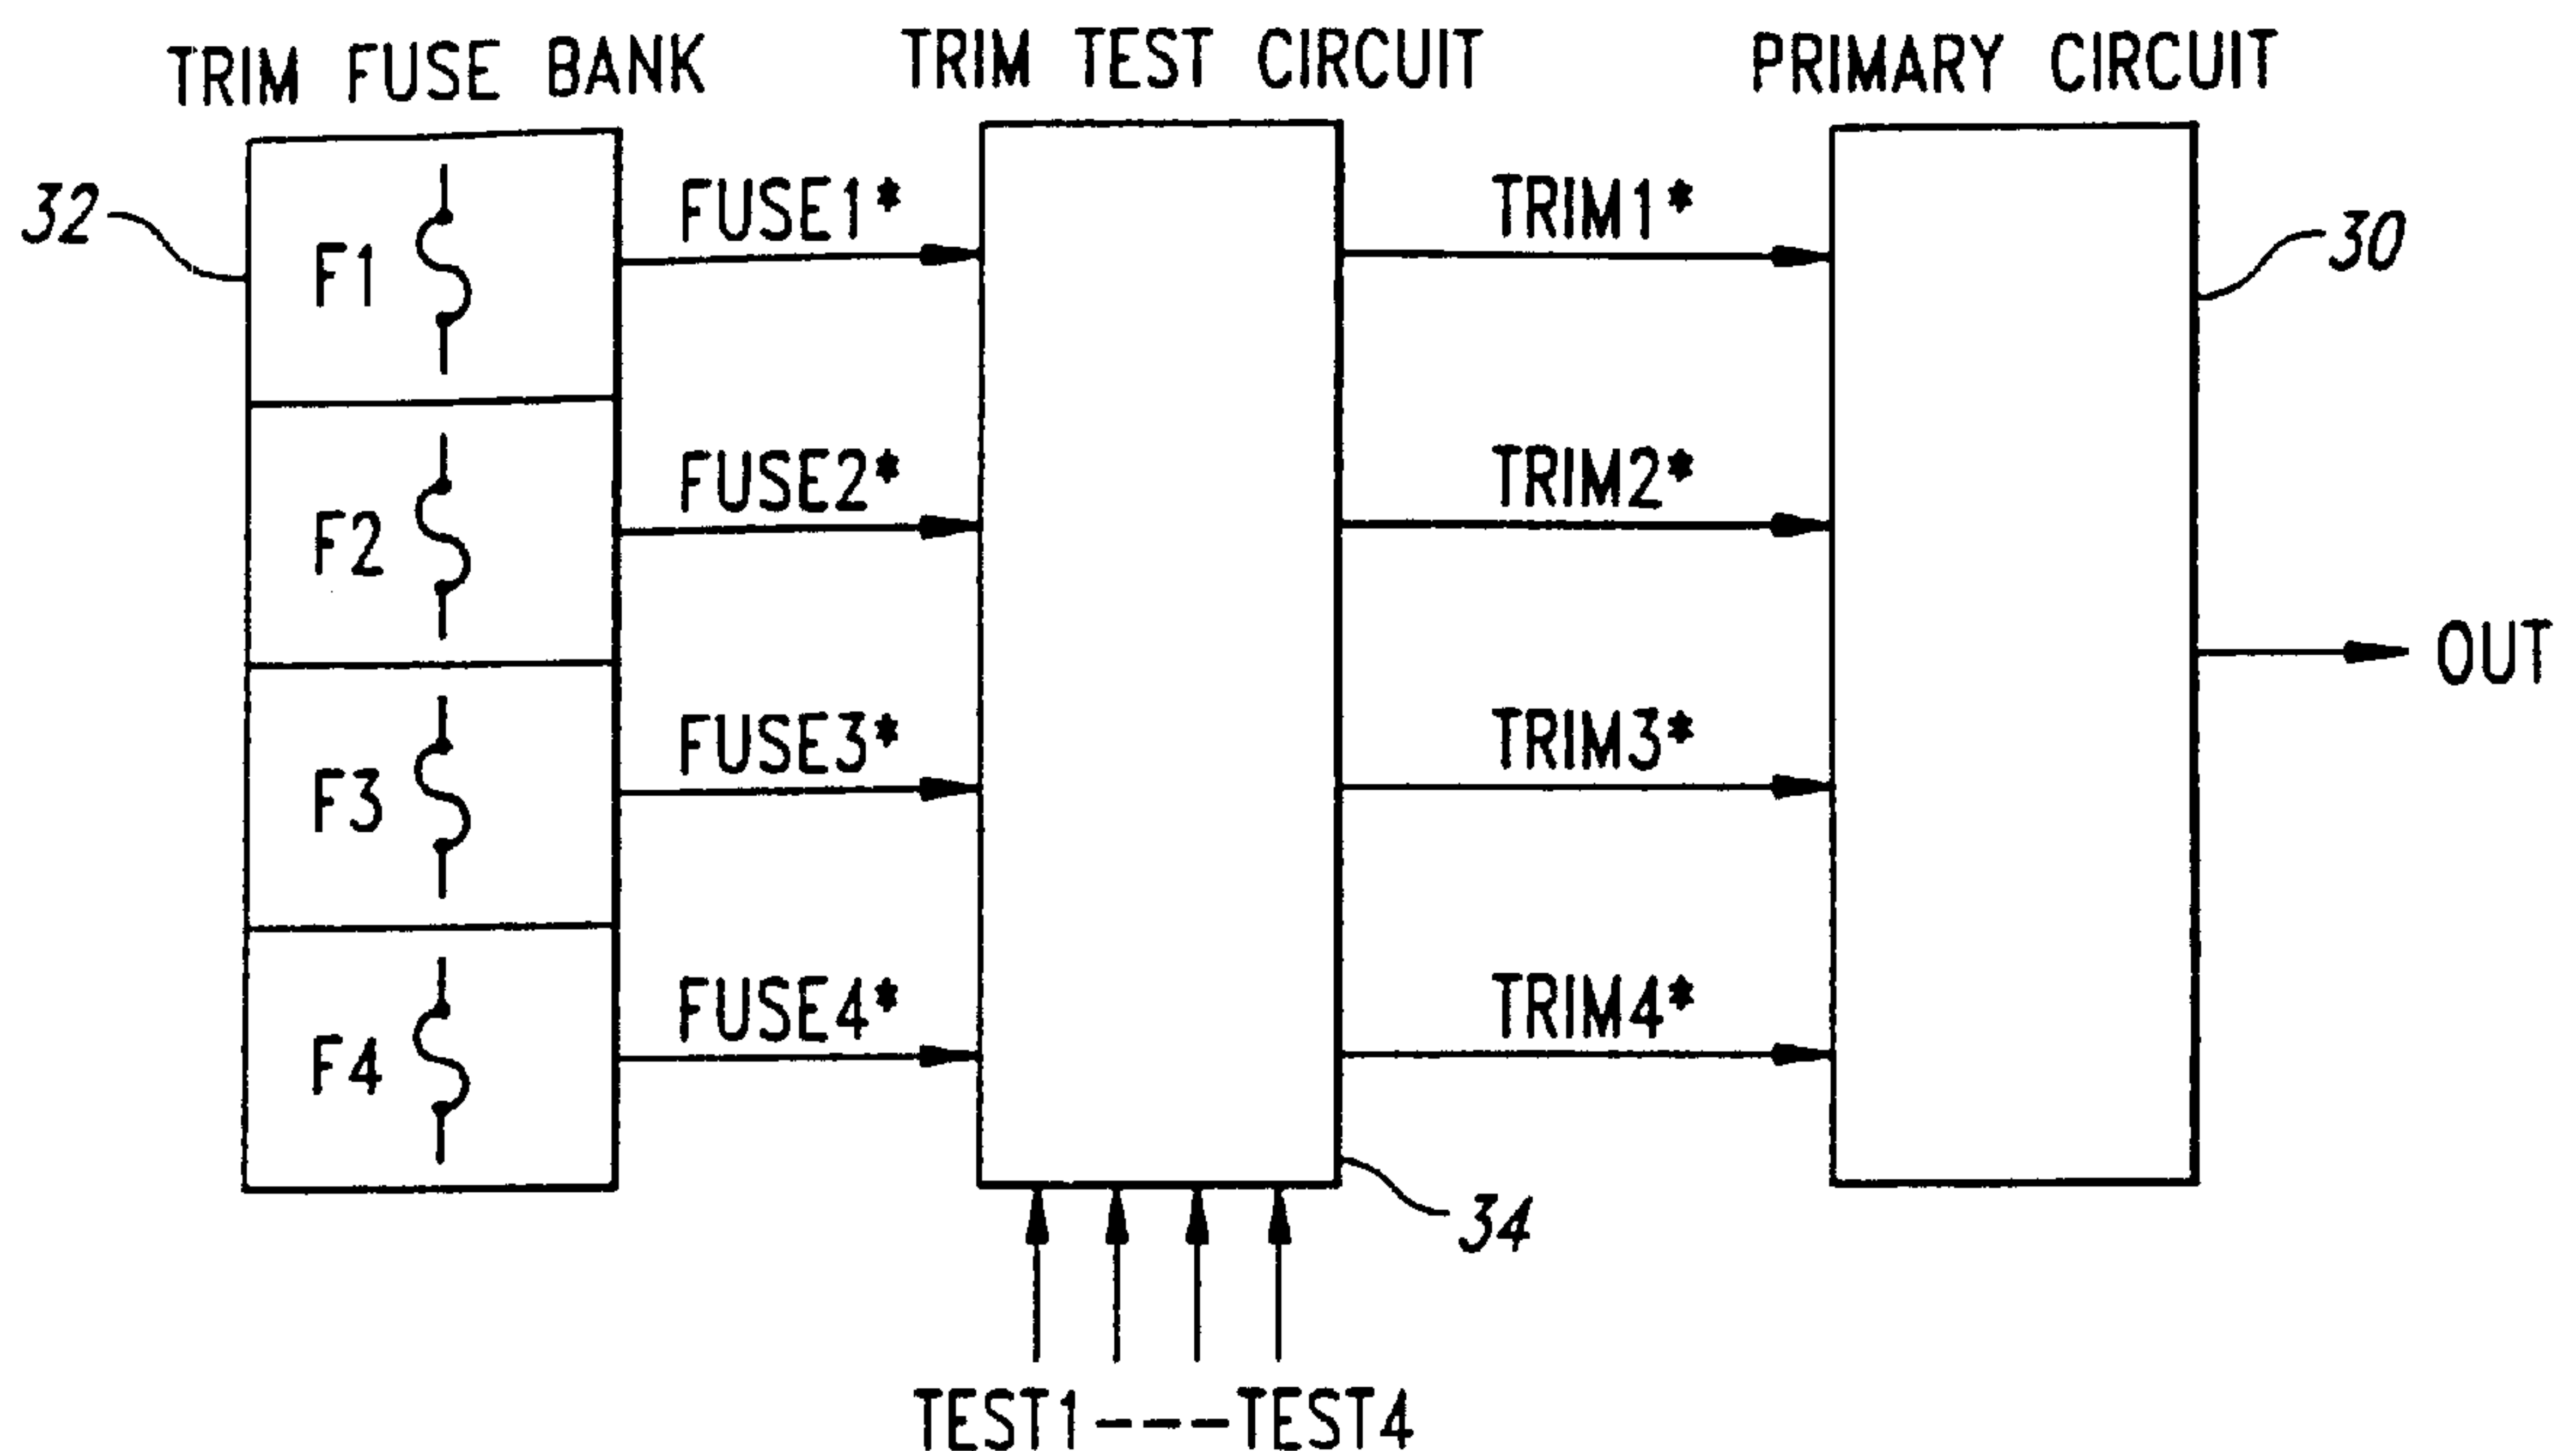 TRIM FUSE BANK
TRIM TEST CIRCUIT
PRIMARY CIRCUIT
32
F1
FUSE1*
TRIM1*
30
F2
FUSE2*
TRIM2*
OUT
F3
FUSE3*
TRIM3*
F4
FUSE4*
TRIM4*
34
TEST1----TEST4